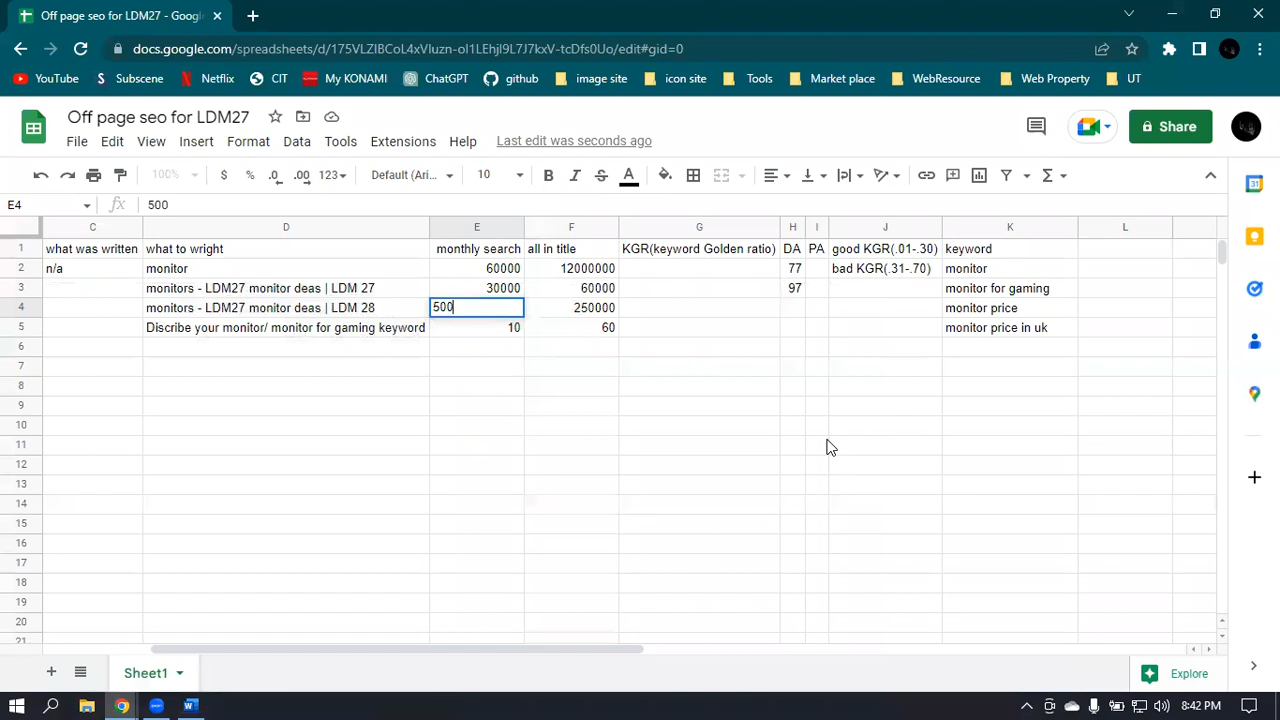 Off page seo for LDM27 - Googl
docs.google.com/spreadsheets/d/175VLZIBCoL4xVIuzn-ol1LEhjl9L7J7kxV-tcDfs0Uo/edit#gid=0
YouTube Subscene Netflix CIT My KONAMI ChatGPT github image site icon site Tools Market place WebResource Web Property UT
Off page seo for LDM27
File Edit View Insert Format Data Tools Extensions Help Last edit was seconds ago
Share
100% $ % .0 .00 123 Default (Ari... 10 B I S A
E4 fx 500
C D E F G H I J K L
1 what was written what to wright monthly search all in title KGR(keyword Golden ratio) DA PA good KGR(.01-.30) keyword
2 n/a monitor 60000 12000000 77 bad KGR(.31-.70) monitor
3 monitors - LDM27 monitor deas | LDM 27 30000 60000 97 monitor for gaming
4 monitors - LDM27 monitor deas | LDM 28 500 250000 monitor price
5 Discribe your monitor/ monitor for gaming keyword 10 60 monitor price in uk
6
7
8
9
10
11
12
13
14
15
16
17
18
19
20
21
Sheet1 Explore
8:42 PM